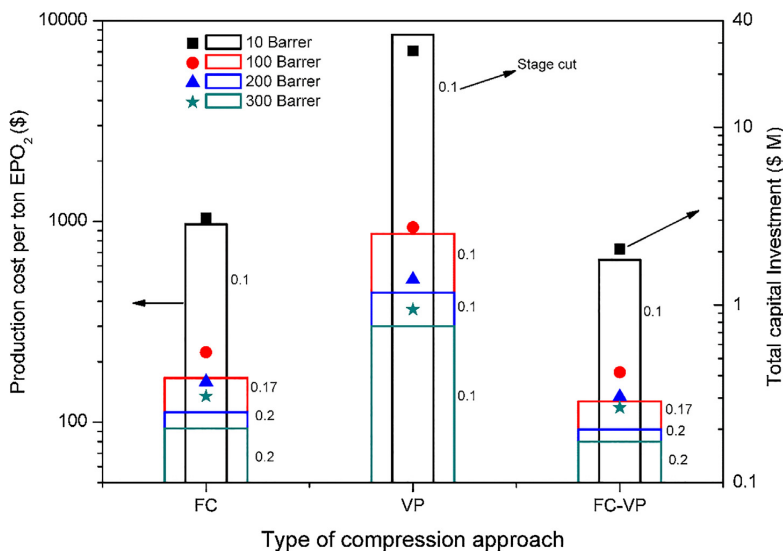 10000
1000
100
Production cost per ton EPO₂ ($)
10 Barrer
100 Barrer
200 Barrer
300 Barrer
0.1
0.17
0.2
0.2
0.1
Stage cut
0.1
0.1
0.1
0.1
0.17
0.2
0.2
40
10
1
0.1
Total capital Investment ($ M)
FC
VP
FC-VP
Type of compression approach